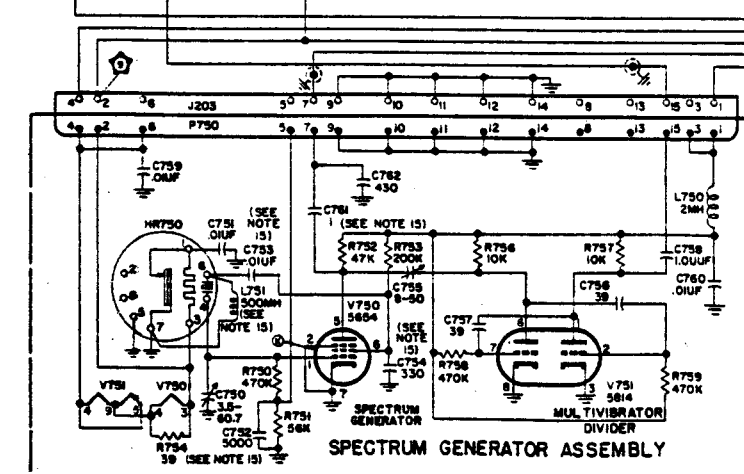 9
4 2 6 J203 5 7 9 10 11 12 14 8 13 15 3 1
4 2 6 P750 5 7 9 10 11 12 14 8 13 15 3 1
C759
.01UF
C762
430
C761
1
L750
2MH
HR750
C751
.01UF
(SEE
NOTE
15)
C753
.01UF
(SEE NOTE 15)
R752
47K
R753
200K
R756
10K
R757
10K
C758
1.0UUF
C760
.01UF
L751
500MH
(SEE
NOTE 15)
C755
8-50
C756
39
V750
5654
(SEE
NOTE
15)
C757
39
C754
330
R758
470K
V751
5814
R759
470K
R750
470K
C750
3.8-
60.7
R751
56K
C752
5000
V751
4 9 5
V750
4 3
R754
39 (SEE NOTE 15)
SPECTRUM
GENERATOR
MULTIVIBRATOR
DIVIDER
SPECTRUM GENERATOR ASSEMBLY